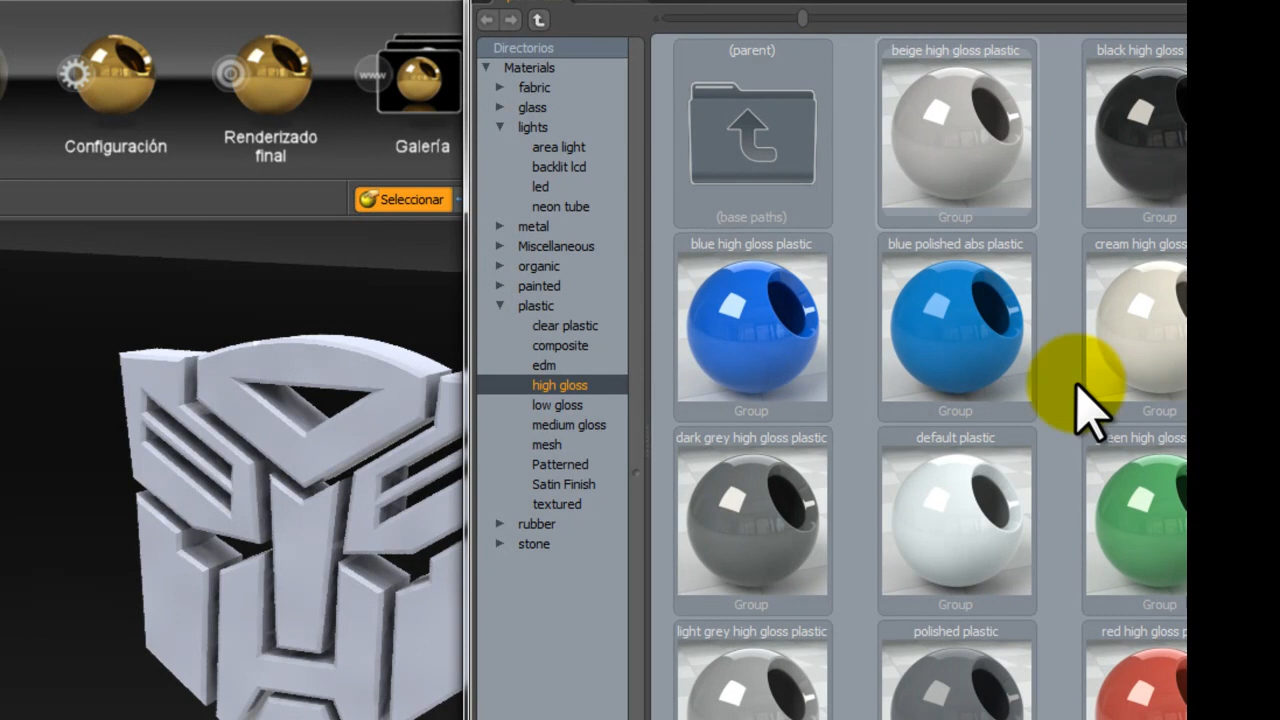 www
Configuración
Renderizado
final
Galería
Seleccionar
Directorios
Materials
fabric
glass
lights
area light
backlit lcd
led
neon tube
metal
Miscellaneous
organic
painted
plastic
clear plastic
composite
edm
high gloss
low gloss
medium gloss
mesh
Patterned
Satin Finish
textured
rubber
stone
(parent)
beige high gloss plastic
black high gloss
(base paths)
Group
Group
blue high gloss plastic
blue polished abs plastic
cream high gloss
Group
Group
Group
dark grey high gloss plastic
default plastic
een high gloss
Group
Group
Group
light grey high gloss plastic
polished plastic
red high gloss p